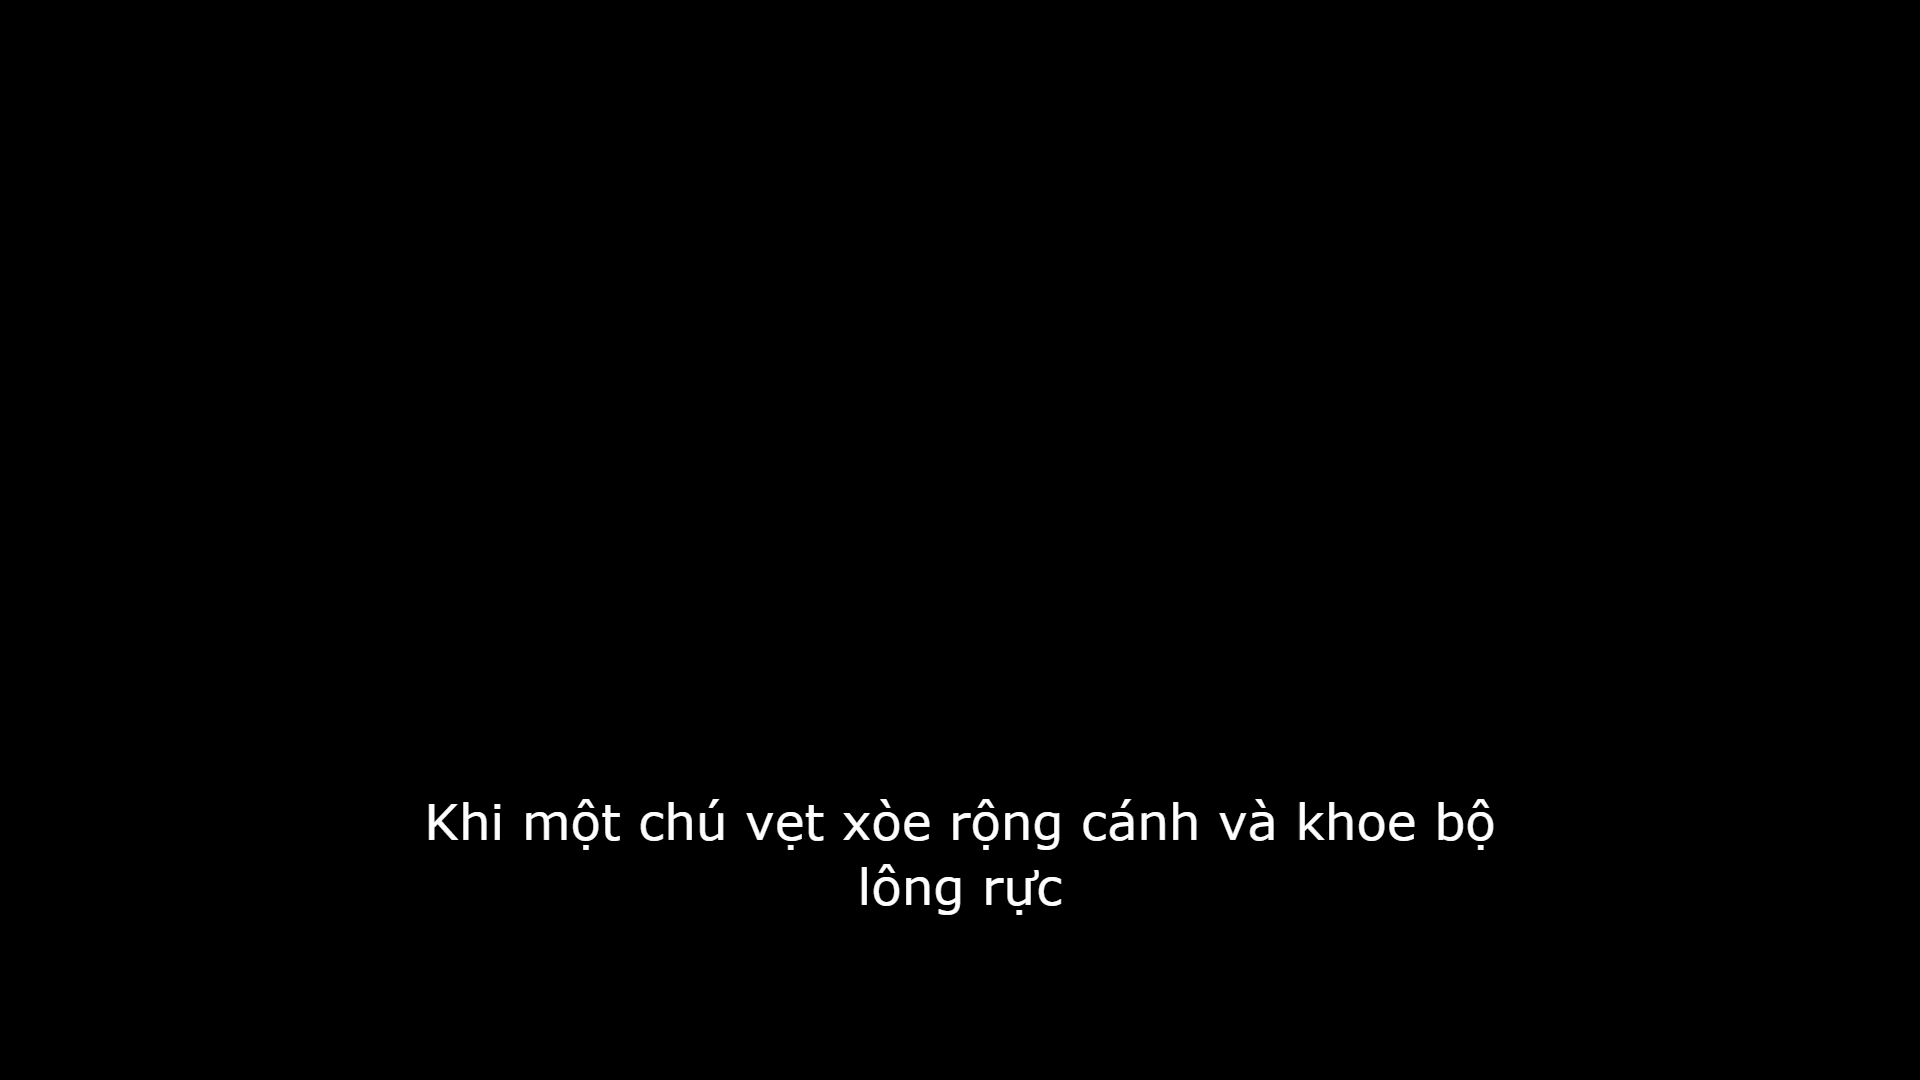 Khi một chú vẹt xòe rộng cánh và khoe bộ
lông rực